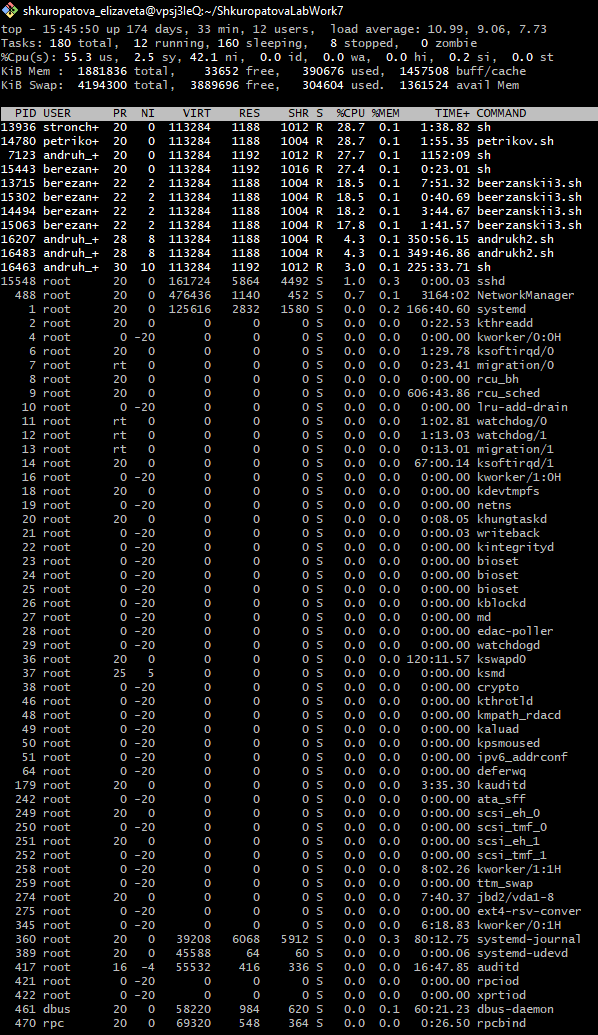 shkuropatova_elizaveta@vpsj3IeQ:~/ShkuropatovaLabWork7
top - 15:45:50 up 174 days, 33 min, 12 users,  load average: 10.99, 9.06, 7.73
Tasks: 180 total,  12 running, 160 sleeping,   8 stopped,   0 zombie
%Cpu(s): 55.3 us,  2.5 sy, 42.1 ni,  0.0 id,  0.0 wa,  0.0 hi,  0.2 si,  0.0 st
KiB Mem :  1881836 total,    33652 free,   390676 used,  1457508 buff/cache
KiB Swap:  4194300 total,  3889696 free,   304604 used.  1361524 avail Mem
PID USER PR NI VIRT RES SHR S %CPU %MEM TIME+ COMMAND
13936 stronch+ 20 0 113284 1188 1012 R 28.7 0.1 1:38.82 sh
14780 petriko+ 20 0 113284 1188 1004 R 28.7 0.1 1:55.35 petrikov.sh
7123 andruh_+ 20 0 113284 1192 1012 R 27.7 0.1 1152:09 sh
15443 berezan+ 20 0 113284 1192 1016 R 27.4 0.1 0:23.01 sh
13715 berezan+ 22 2 113284 1188 1004 R 18.5 0.1 7:51.32 beerzanskii3.sh
15302 berezan+ 22 2 113284 1188 1004 R 18.5 0.1 0:40.69 beerzanskii3.sh
14494 berezan+ 22 2 113284 1188 1004 R 18.2 0.1 3:44.67 beerzanskii3.sh
15063 berezan+ 22 2 113284 1188 1004 R 17.8 0.1 1:41.57 beerzanskii3.sh
16207 andruh_+ 28 8 113284 1188 1004 R 4.3 0.1 350:56.15 andrukh2.sh
16483 andruh_+ 28 8 113284 1188 1004 R 4.3 0.1 349:46.86 andrukh2.sh
16463 andruh_+ 30 10 113284 1192 1012 R 3.0 0.1 225:33.71 sh
15548 root 20 0 161724 5864 4492 S 1.0 0.3 0:00.03 sshd
488 root 20 0 476436 1140 452 S 0.7 0.1 3164:02 NetworkManager
1 root 20 0 125616 2832 1580 S 0.0 0.2 166:40.60 systemd
2 root 20 0 0 0 0 S 0.0 0.0 0:22.53 kthreadd
4 root 0 -20 0 0 0 S 0.0 0.0 0:00.00 kworker/0:0H
6 root 20 0 0 0 0 S 0.0 0.0 1:29.78 ksoftirqd/0
7 root rt 0 0 0 0 S 0.0 0.0 0:23.41 migration/0
8 root 20 0 0 0 0 S 0.0 0.0 0:00.00 rcu_bh
9 root 20 0 0 0 0 S 0.0 0.0 606:43.86 rcu_sched
10 root 0 -20 0 0 0 S 0.0 0.0 0:00.00 lru-add-drain
11 root rt 0 0 0 0 S 0.0 0.0 1:02.81 watchdog/0
12 root rt 0 0 0 0 S 0.0 0.0 1:13.03 watchdog/1
13 root rt 0 0 0 0 S 0.0 0.0 0:13.01 migration/1
14 root 20 0 0 0 0 S 0.0 0.0 67:00.14 ksoftirqd/1
16 root 0 -20 0 0 0 S 0.0 0.0 0:00.00 kworker/1:0H
18 root 20 0 0 0 0 S 0.0 0.0 0:00.00 kdevtmpfs
19 root 0 -20 0 0 0 S 0.0 0.0 0:00.00 netns
20 root 20 0 0 0 0 S 0.0 0.0 0:08.05 khungtaskd
21 root 0 -20 0 0 0 S 0.0 0.0 0:00.03 writeback
22 root 0 -20 0 0 0 S 0.0 0.0 0:00.00 kintegrityd
23 root 0 -20 0 0 0 S 0.0 0.0 0:00.00 bioset
24 root 0 -20 0 0 0 S 0.0 0.0 0:00.00 bioset
25 root 0 -20 0 0 0 S 0.0 0.0 0:00.00 bioset
26 root 0 -20 0 0 0 S 0.0 0.0 0:00.00 kblockd
27 root 0 -20 0 0 0 S 0.0 0.0 0:00.00 md
28 root 0 -20 0 0 0 S 0.0 0.0 0:00.00 edac-poller
29 root 0 -20 0 0 0 S 0.0 0.0 0:00.00 watchdogd
36 root 20 0 0 0 0 S 0.0 0.0 120:11.57 kswapd0
37 root 25 5 0 0 0 S 0.0 0.0 0:00.00 ksmd
38 root 0 -20 0 0 0 S 0.0 0.0 0:00.00 crypto
46 root 0 -20 0 0 0 S 0.0 0.0 0:00.00 kthrotld
48 root 0 -20 0 0 0 S 0.0 0.0 0:00.00 kmpath_rdacd
49 root 0 -20 0 0 0 S 0.0 0.0 0:00.00 kaluad
50 root 0 -20 0 0 0 S 0.0 0.0 0:00.00 kpsmoused
51 root 0 -20 0 0 0 S 0.0 0.0 0:00.00 ipv6_addrconf
64 root 0 -20 0 0 0 S 0.0 0.0 0:00.00 deferwq
179 root 20 0 0 0 0 S 0.0 0.0 3:35.30 kauditd
242 root 0 -20 0 0 0 S 0.0 0.0 0:00.00 ata_sff
249 root 20 0 0 0 0 S 0.0 0.0 0:00.00 scsi_eh_0
250 root 0 -20 0 0 0 S 0.0 0.0 0:00.00 scsi_tmf_0
251 root 20 0 0 0 0 S 0.0 0.0 0:00.00 scsi_eh_1
252 root 0 -20 0 0 0 S 0.0 0.0 0:00.00 scsi_tmf_1
258 root 0 -20 0 0 0 S 0.0 0.0 8:02.26 kworker/1:1H
259 root 0 -20 0 0 0 S 0.0 0.0 0:00.00 ttm_swap
274 root 20 0 0 0 0 S 0.0 0.0 7:40.37 jbd2/vda1-8
275 root 0 -20 0 0 0 S 0.0 0.0 0:00.00 ext4-rsv-conver
345 root 0 -20 0 0 0 S 0.0 0.0 6:18.83 kworker/0:1H
360 root 20 0 39208 6068 5912 S 0.0 0.3 80:12.75 systemd-journal
389 root 20 0 45588 64 60 S 0.0 0.0 0:00.06 systemd-udevd
417 root 16 -4 55532 416 336 S 0.0 0.0 16:47.85 auditd
421 root 0 -20 0 0 0 S 0.0 0.0 0:00.00 rpciod
422 root 0 -20 0 0 0 S 0.0 0.0 0:00.00 xprtiod
461 dbus 20 0 58220 984 620 S 0.0 0.1 60:21.23 dbus-daemon
470 rpc 20 0 69320 548 364 S 0.0 0.0 0:26.50 rpcbind